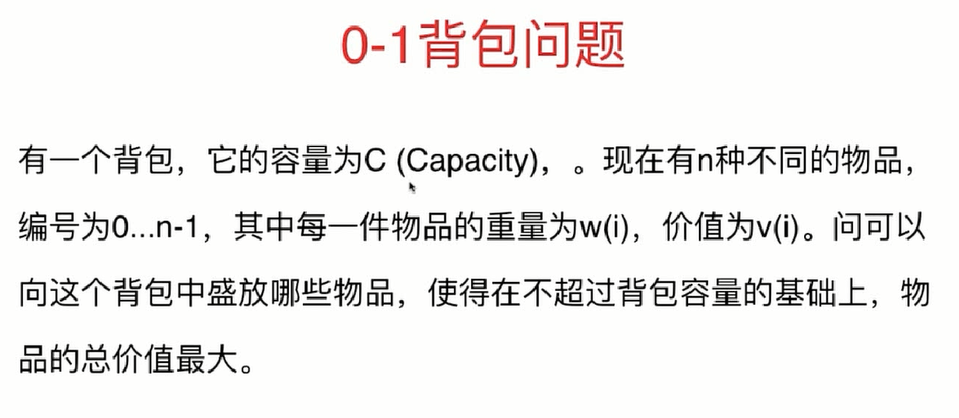 0-1背包问题
有一个背包，它的容量为C (Capacity)，。现在有n种不同的物品，
编号为0...n-1，其中每一件物品的重量为w(i)，价值为v(i)。问可以
向这个背包中盛放哪些物品，使得在不超过背包容量的基础上，物
品的总价值最大。